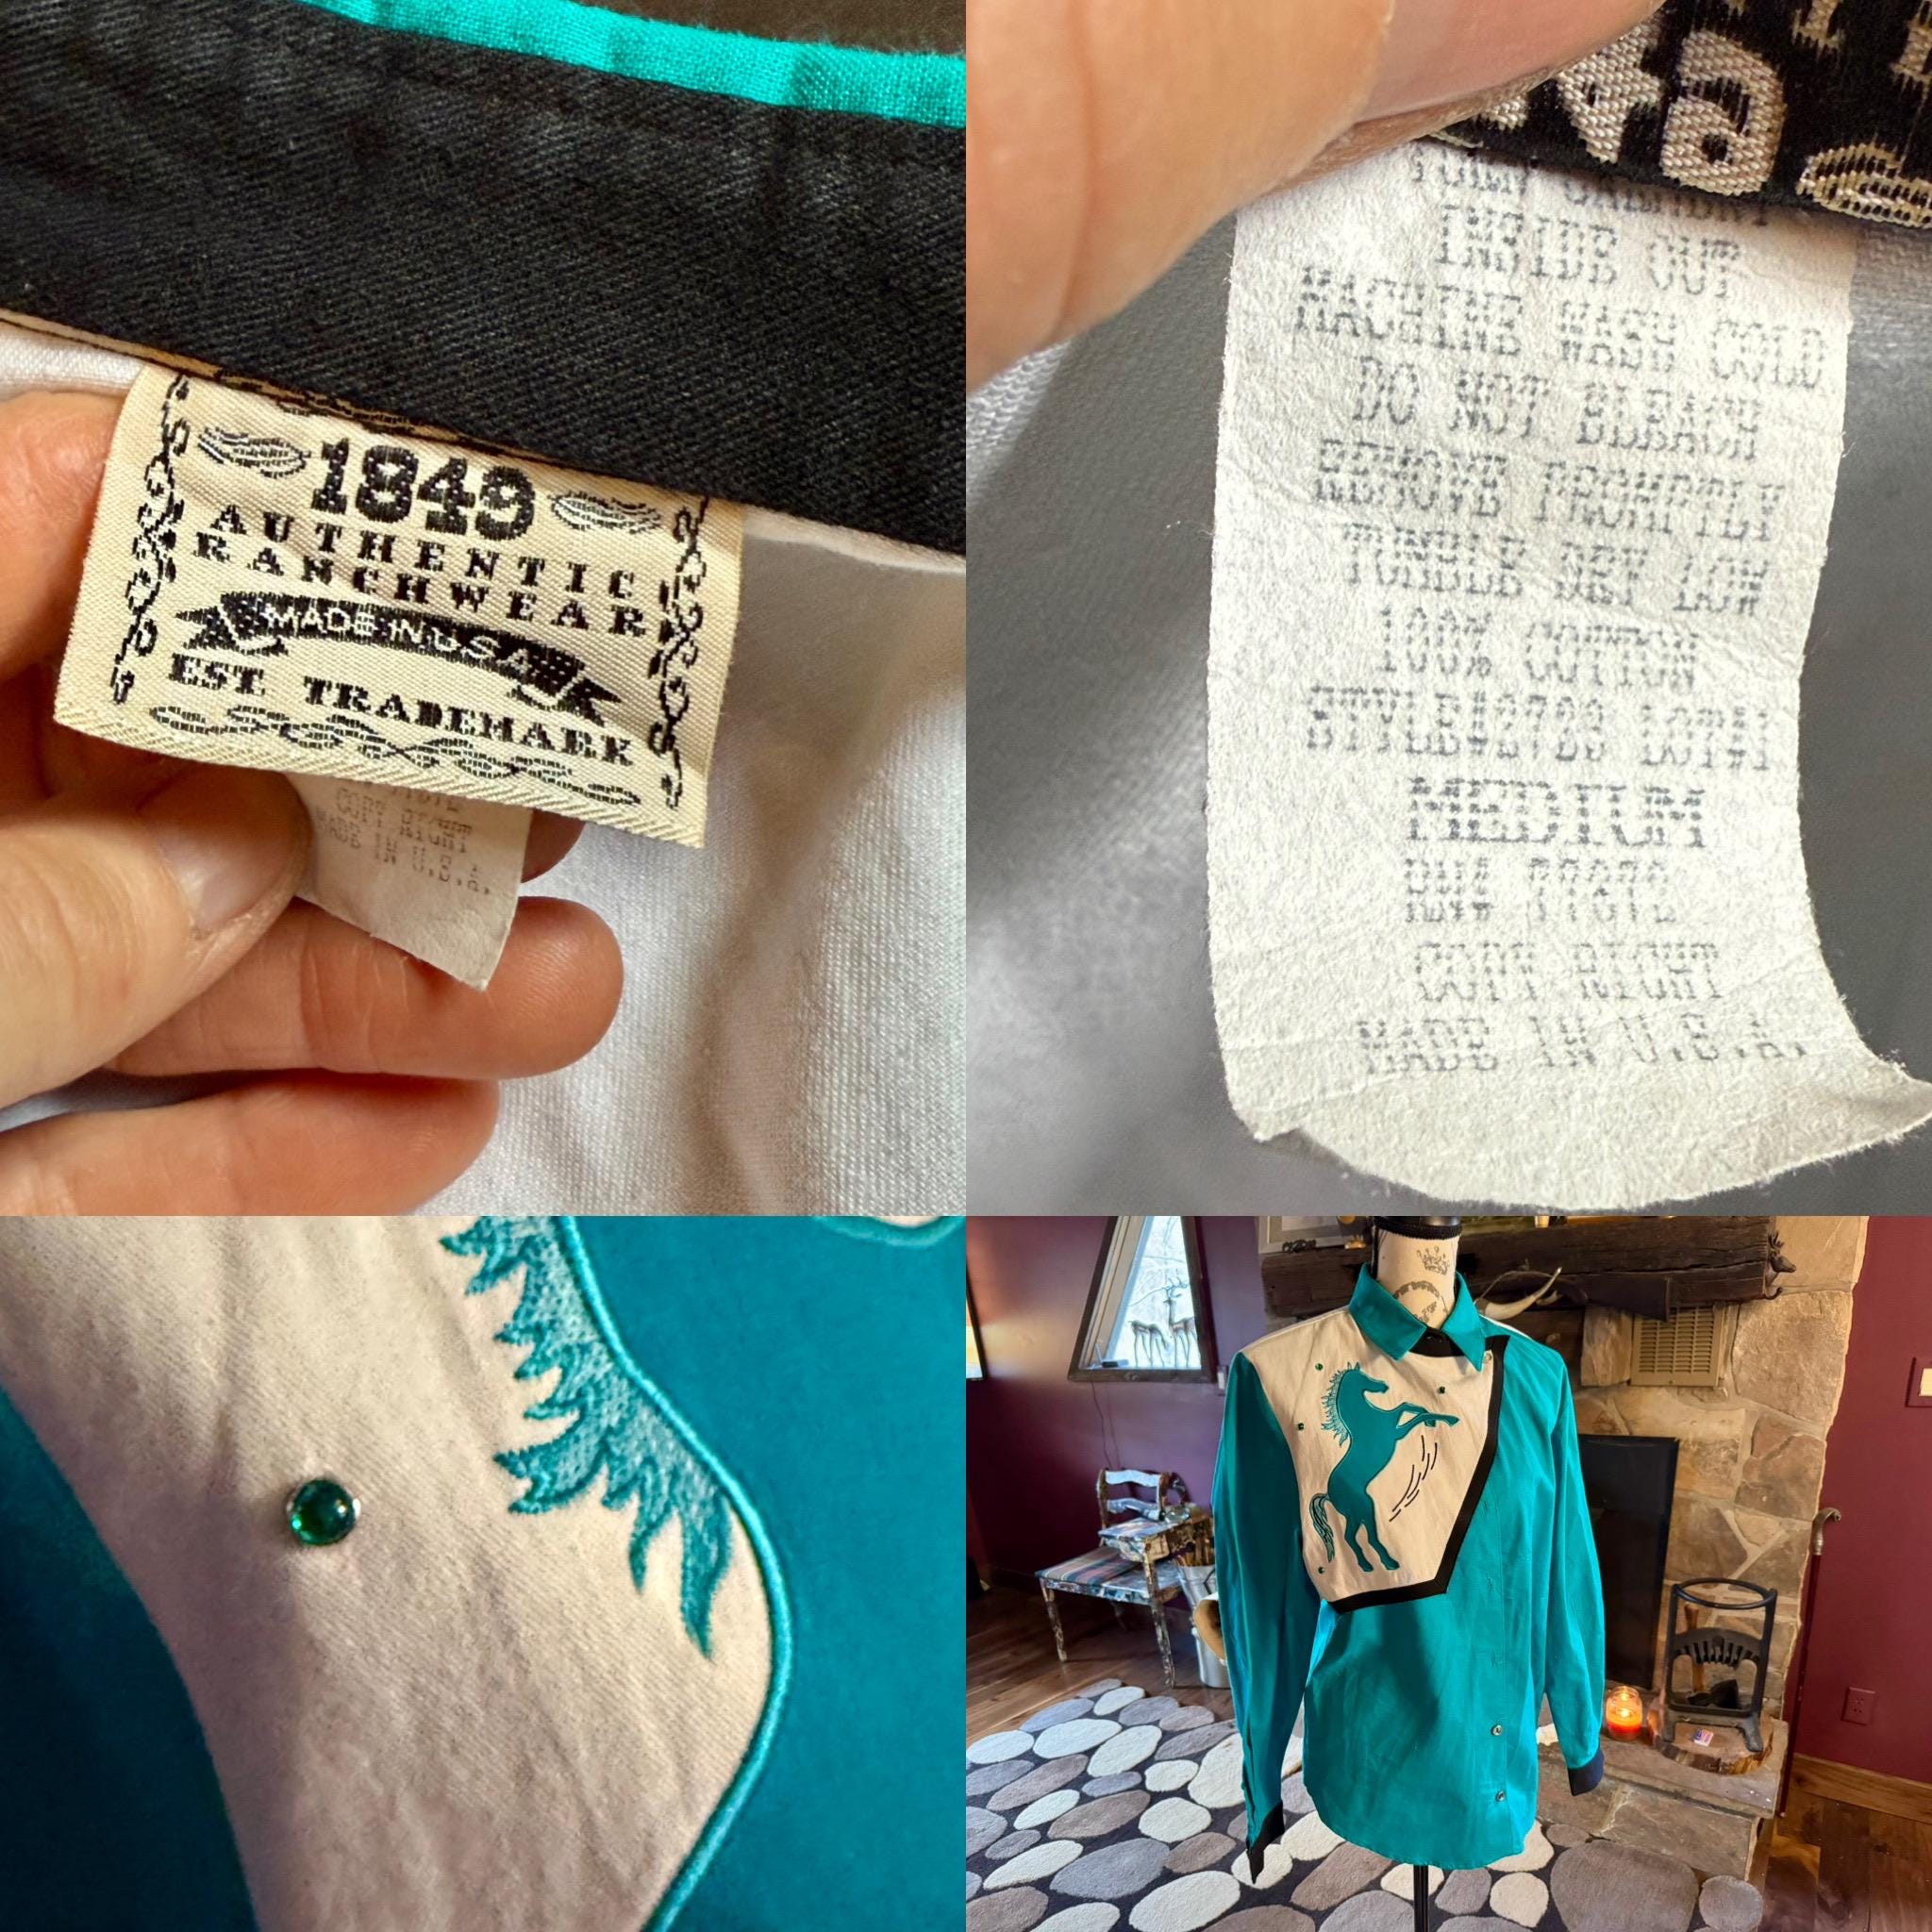 1849
AUTHENTIC
RANCHWEAR
MADE IN USA
EST. TRADEMARK
COPY RIGHT
MADE IN U.S.A.
INSIDE OUT
MACHINE WASH COLD
DO NOT BLEACH
REMOVE PROMPTLY
TUMBLE DRY LOW
100% COTTON
MEDIUM
COPY RIGHT
MADE IN U.S.A.